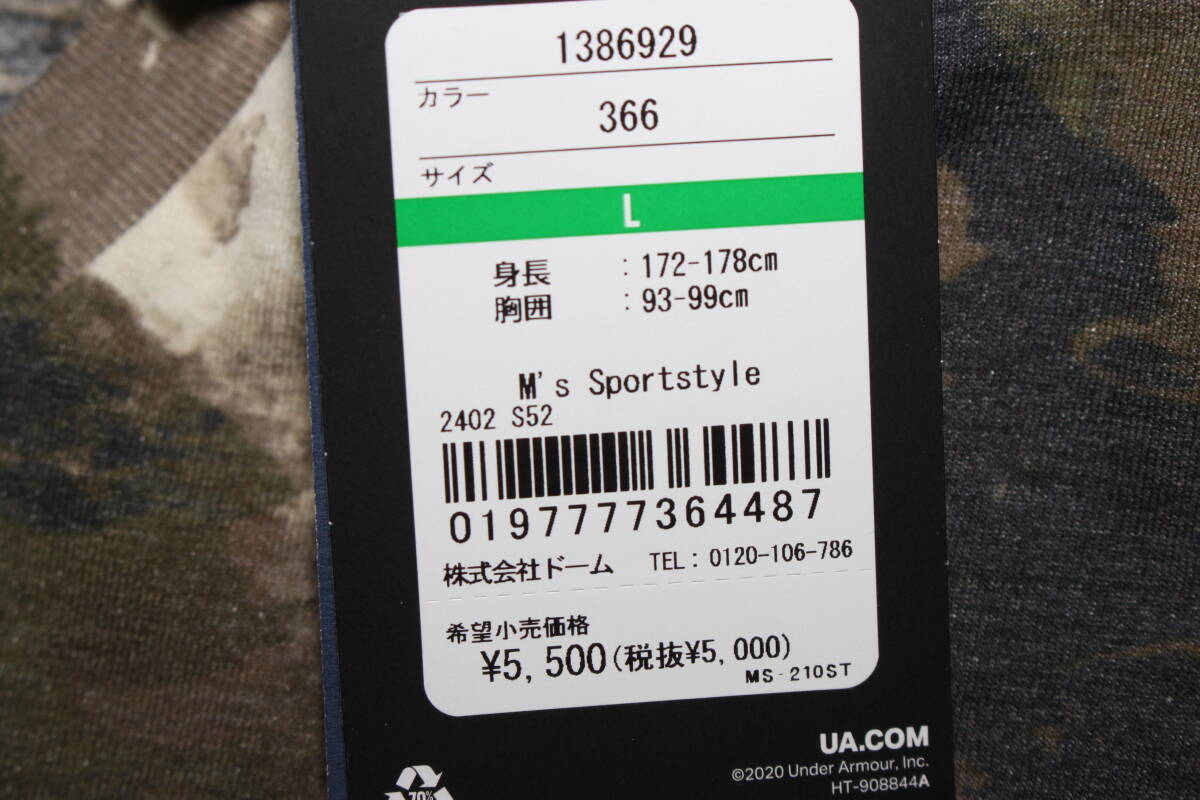 1386929
カラー
366
サイズ
L
身長 : 172-178cm
胸囲 : 93-99cm
M's Sportstyle
2402 S52
0197777364487
株式会社ドーム TEL: 0120-106-786
希望小売価格
¥5,500(税抜¥5,000)
MS-210ST
UA.COM
©2020 Under Armour, Inc.
HT-908844A
70%